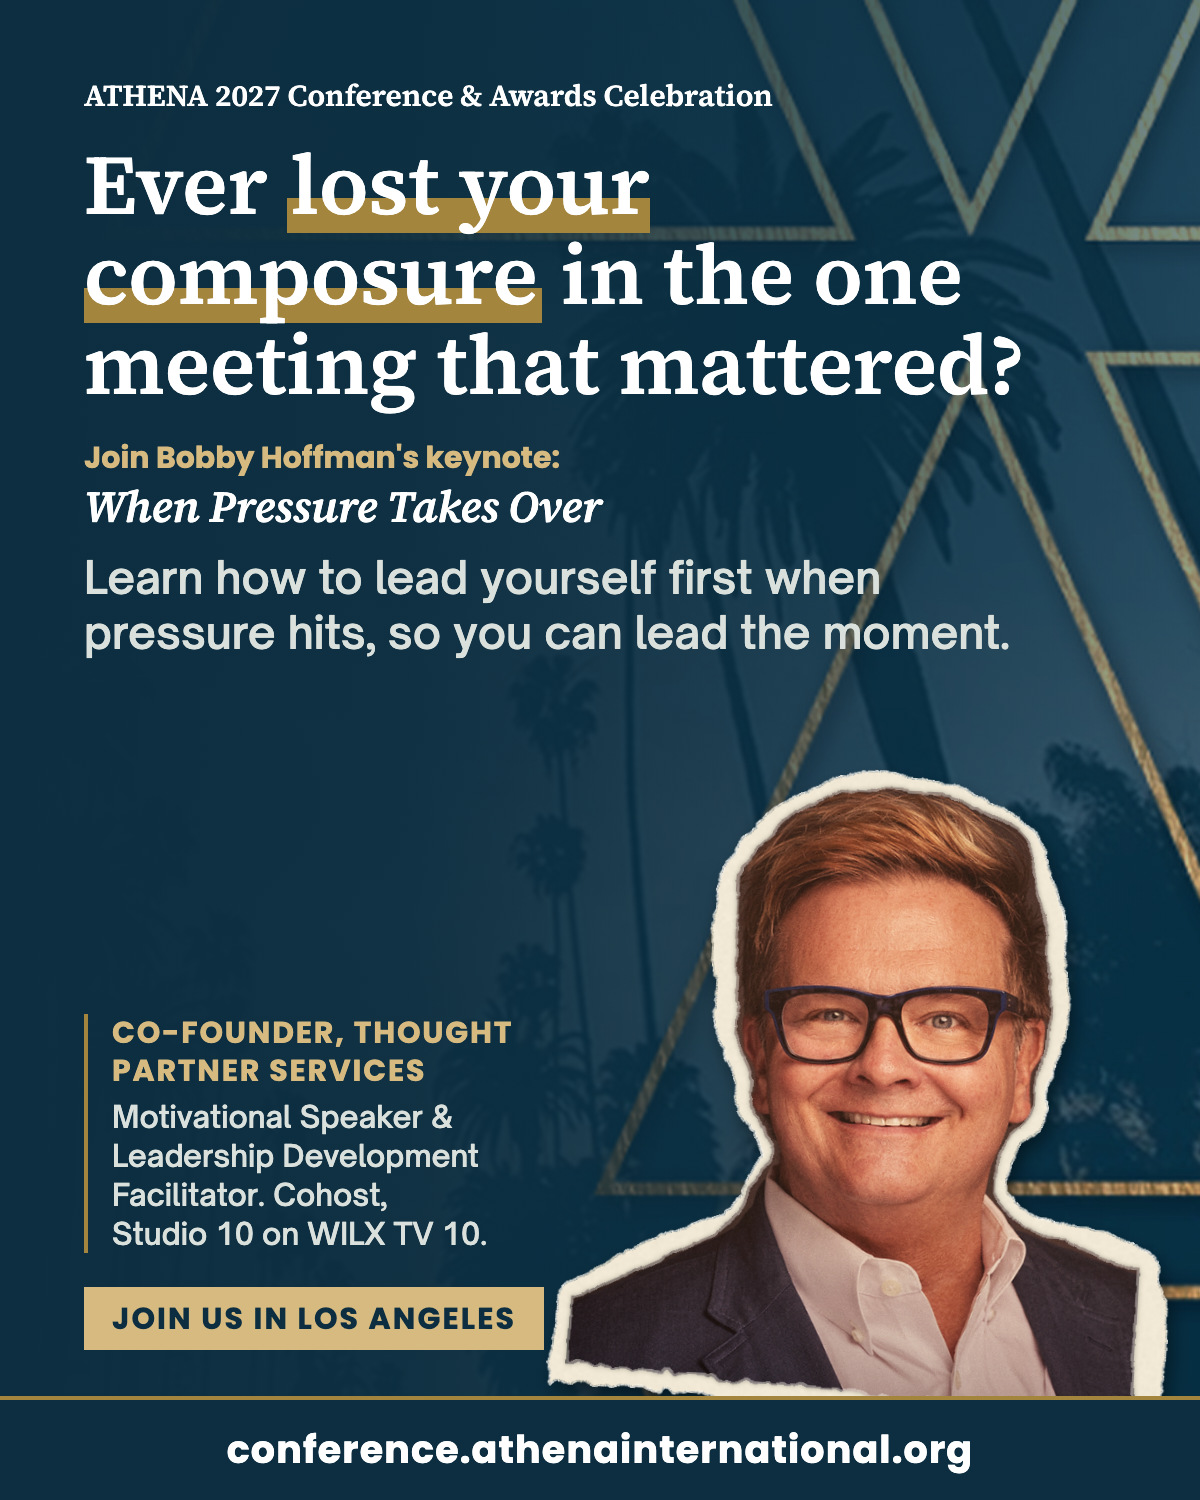 ATHENA 2027 Conference & Awards Celebration
Ever lost your
composure in the one
meeting that mattered?
Join Bobby Hoffman's keynote:
When Pressure Takes Over
Learn how to lead yourself first when
pressure hits, so you can lead the moment.
CO-FOUNDER, THOUGHT
PARTNER SERVICES
Motivational Speaker &
Leadership Development
Facilitator. Cohost,
Studio 10 on WILX TV 10.
JOIN US IN LOS ANGELES
conference.athenainternational.org